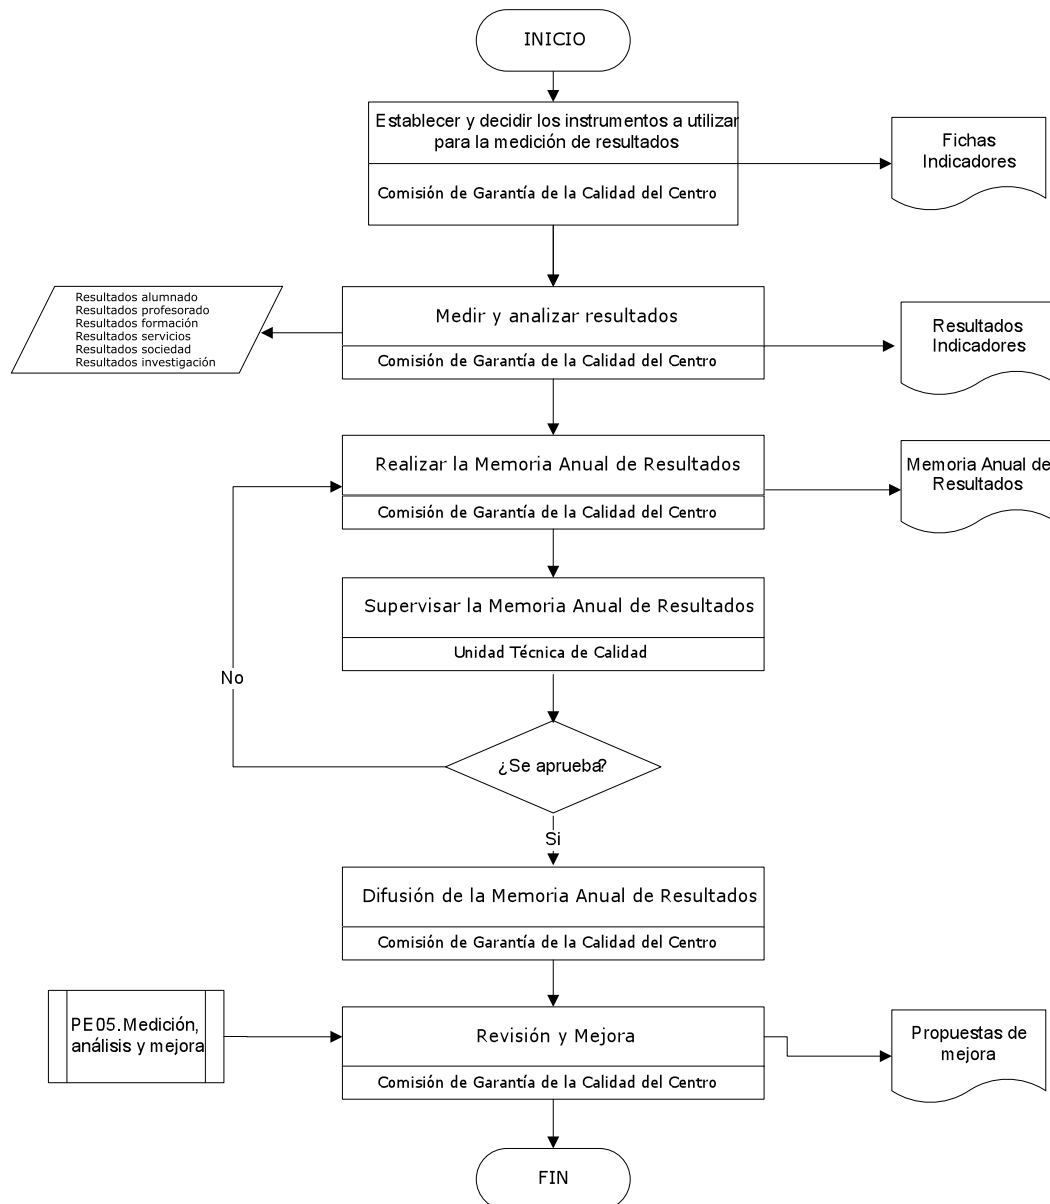 INICIO
Establecer y decidir los instrumentos a utilizar
para la medición de resultados
Comisión de Garantía de la Calidad del Centro
Fichas
Indicadores
Resultados alumnado
Resultados profesorado
Resultados formación
Resultados servicios
Resultados sociedad
Resultados investigación
Medir y analizar resultados
Comisión de Garantía de la Calidad del Centro
Resultados
Indicadores
Realizar la Memoria Anual de Resultados
Comisión de Garantía de la Calidad del Centro
Memoria Anual de
Resultados
Supervisar la Memoria Anual de Resultados
Unidad Técnica de Calidad
No
¿Se aprueba?
Si
Difusión de la Memoria Anual de Resultados
Comisión de Garantía de la Calidad del Centro
PE05.Medición,
análisis y mejora
Revisión y Mejora
Comisión de Garantía de la Calidad del Centro
Propuestas de
mejora
FIN